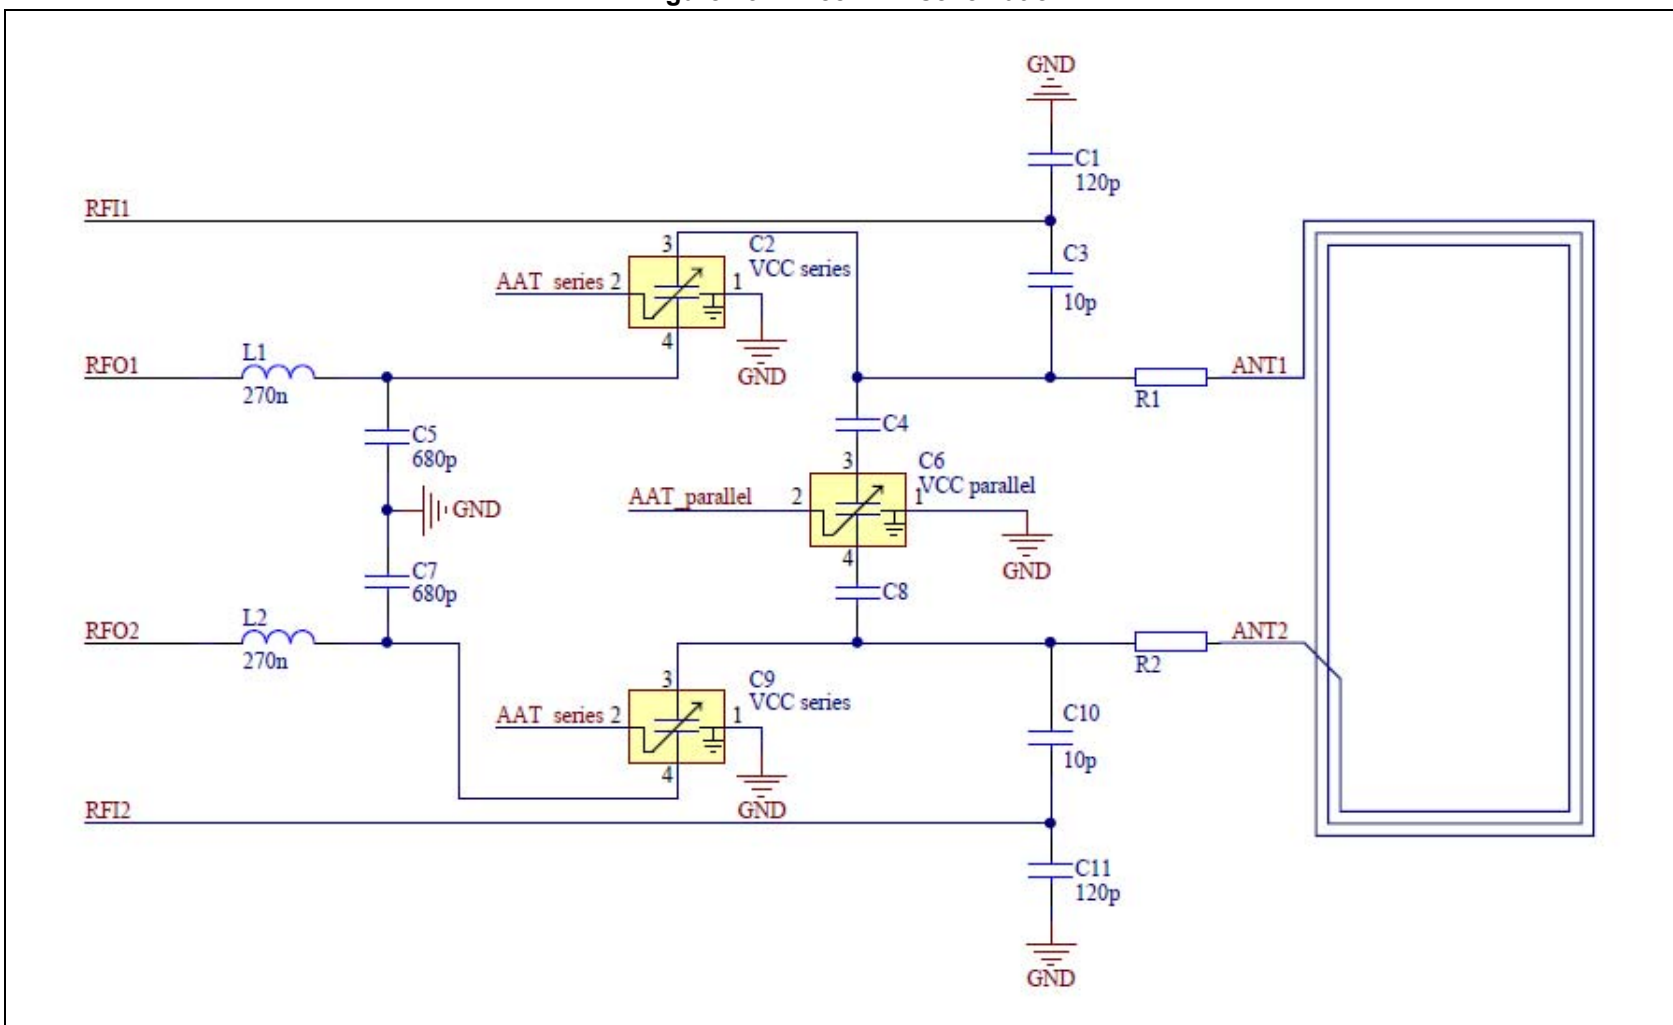 GND
C1
120p
RFI1
3
C2
VCC series
C3
10p
AAT series 2
1
4
GND
RFO1
L1
270n
ANT1
R1
C4
C5
680p
3
C6
VCC parallel
AAT_parallel
2
1
GND
4
GND
C7
680p
C8
RFO2
L2
270n
ANT2
R2
3
C9
VCC series
AAT series 2
1
C10
10p
4
GND
RFI2
C11
120p
GND